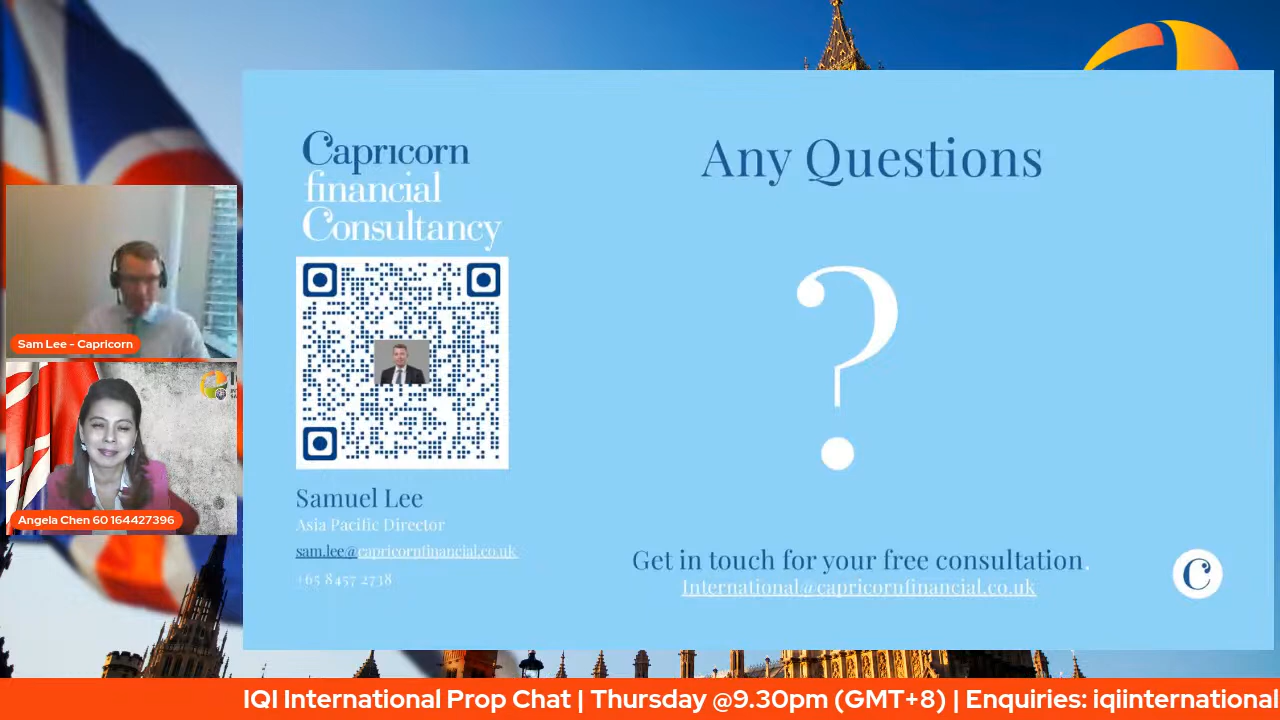 Capricorn
financial
Consultancy
Any Questions
?
Samuel Lee
Asia Pacific Director
sam.lee@capricornfinancial.co.uk
+65 8457 2738
Get in touch for your free consultation.
International@capricornfinancial.co.uk
C
Sam Lee - Capricorn
Angela Chen 60 164427396
IQI International Prop Chat | Thursday @9.30pm (GMT+8) | Enquiries: iqiinternational